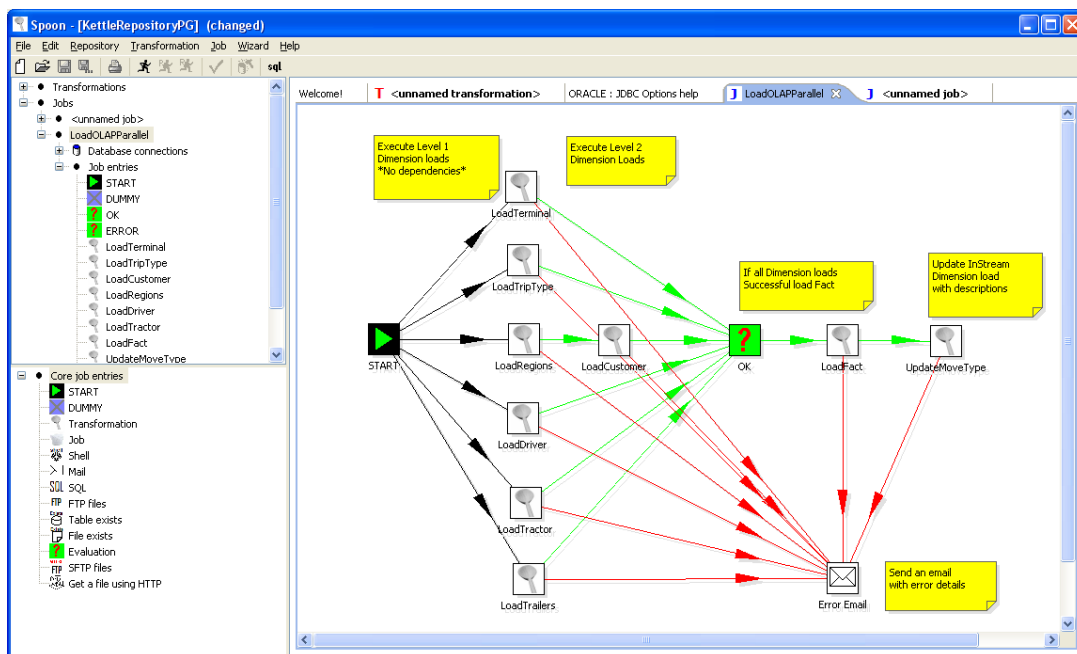 Spoon - [KettleRepositoryPG] (changed)
File Edit Repository Transformation Job Wizard Help
sql
Transformations
Jobs
<unnamed job>
LoadOLAPParallel
Database connections
Job entries
START
DUMMY
OK
ERROR
LoadTerminal
LoadTripType
LoadCustomer
LoadRegions
LoadDriver
LoadTractor
LoadFact
UpdateMoveType
Core job entries
START
DUMMY
Transformation
Job
Shell
Mail
SQL SQL
FTP FTP files
Table exists
File exists
? Evaluation
FTP SFTP files
Get a file using HTTP
Welcome! T <unnamed transformation> ORACLE : JDBC Options help J LoadOLAPParallel J <unnamed job>
Execute Level 1
Dimension loads
*No dependencies*
Execute Level 2
Dimension Loads
LoadTerminal
LoadTripType
If all Dimension loads
Successful load Fact
Update InStream
Dimension load
with descriptions
START
LoadRegions
LoadCustomer
?
OK
LoadFact
UpdateMoveType
LoadDriver
LoadTractor
LoadTrailers
Error Email
Send an email
with error details